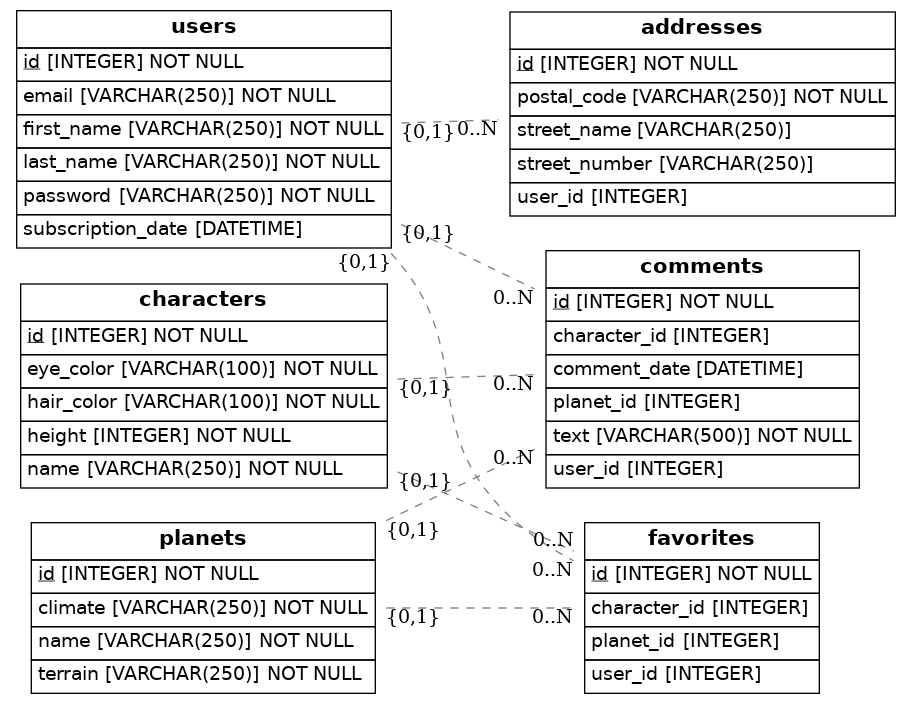 users
id [INTEGER] NOT NULL
email [VARCHAR(250)] NOT NULL
first_name [VARCHAR(250)] NOT NULL
last_name [VARCHAR(250)] NOT NULL
password [VARCHAR(250)] NOT NULL
subscription_date [DATETIME]
addresses
id [INTEGER] NOT NULL
postal_code [VARCHAR(250)] NOT NULL
street_name [VARCHAR(250)]
street_number [VARCHAR(250)]
user_id [INTEGER]
{0,1} 0..N
{0,1}
0..N
{0,1}
characters
id [INTEGER] NOT NULL
eye_color [VARCHAR(100)] NOT NULL
hair_color [VARCHAR(100)] NOT NULL
height [INTEGER] NOT NULL
name [VARCHAR(250)] NOT NULL
comments
id [INTEGER] NOT NULL
character_id [INTEGER]
comment_date [DATETIME]
planet_id [INTEGER]
text [VARCHAR(500)] NOT NULL
user_id [INTEGER]
{0,1} 0..N
0..N
{0,1}
{0,1}
0..N
0..N
planets
id [INTEGER] NOT NULL
climate [VARCHAR(250)] NOT NULL
name [VARCHAR(250)] NOT NULL
terrain [VARCHAR(250)] NOT NULL
{0,1} 0..N
favorites
id [INTEGER] NOT NULL
character_id [INTEGER]
planet_id [INTEGER]
user_id [INTEGER]